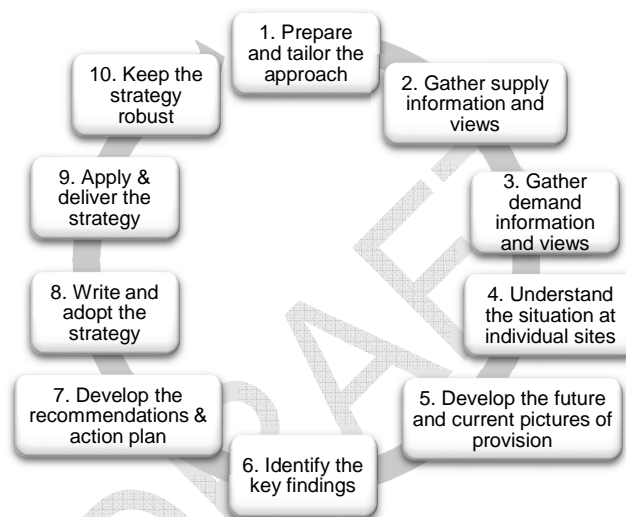 1. Prepare
and tailor the
approach
2. Gather supply
information and
views
3. Gather
demand
information
and views
4. Understand
the situation at
individual sites
5. Develop the future
and current pictures of
provision
6. Identify the
key findings
7. Develop the
recommendations &
action plan
8. Write and
adopt the
strategy
9. Apply &
deliver the
strategy
10. Keep the
strategy
robust
DRAFT